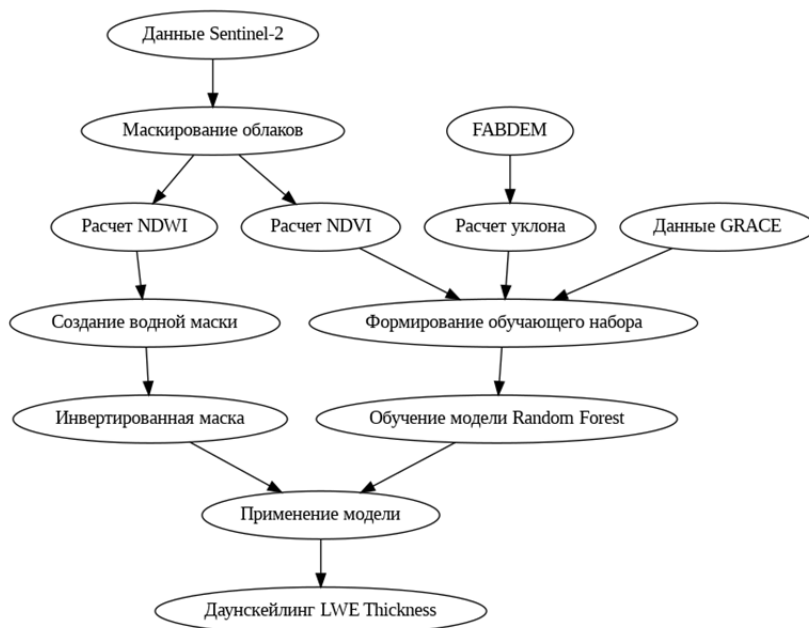 Данные Sentinel-2
Маскирование облаков
FABDEM
Расчет NDWI
Расчет NDVI
Расчет уклона
Данные GRACE
Создание водной маски
Формирование обучающего набора
Инвертированная маска
Обучение модели Random Forest
Применение модели
Даунскейлинг LWE Thickness